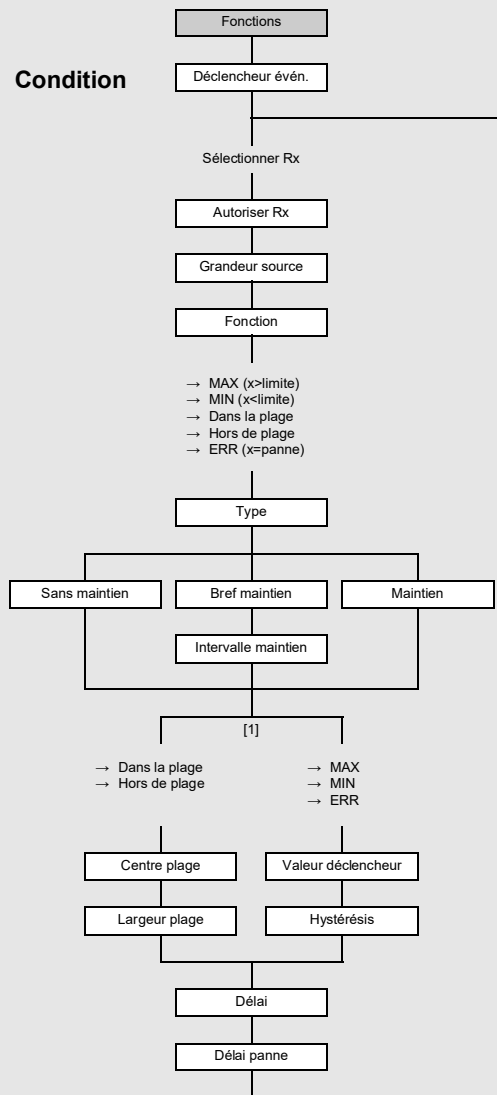 Fonctions
Condition
Déclencheur évén.
Sélectionner Rx
Autoriser Rx
Grandeur source
Fonction
→ MAX (x>limite)
→ MIN (x<limite)
→ Dans la plage
→ Hors de plage
→ ERR (x=panne)
Type
Sans maintien
Bref maintien
Maintien
Intervalle maintien
[1]
→ Dans la plage
→ Hors de plage
→ MAX
→ MIN
→ ERR
Centre plage
Valeur déclencheur
Largeur plage
Hystérésis
Délai
Délai panne